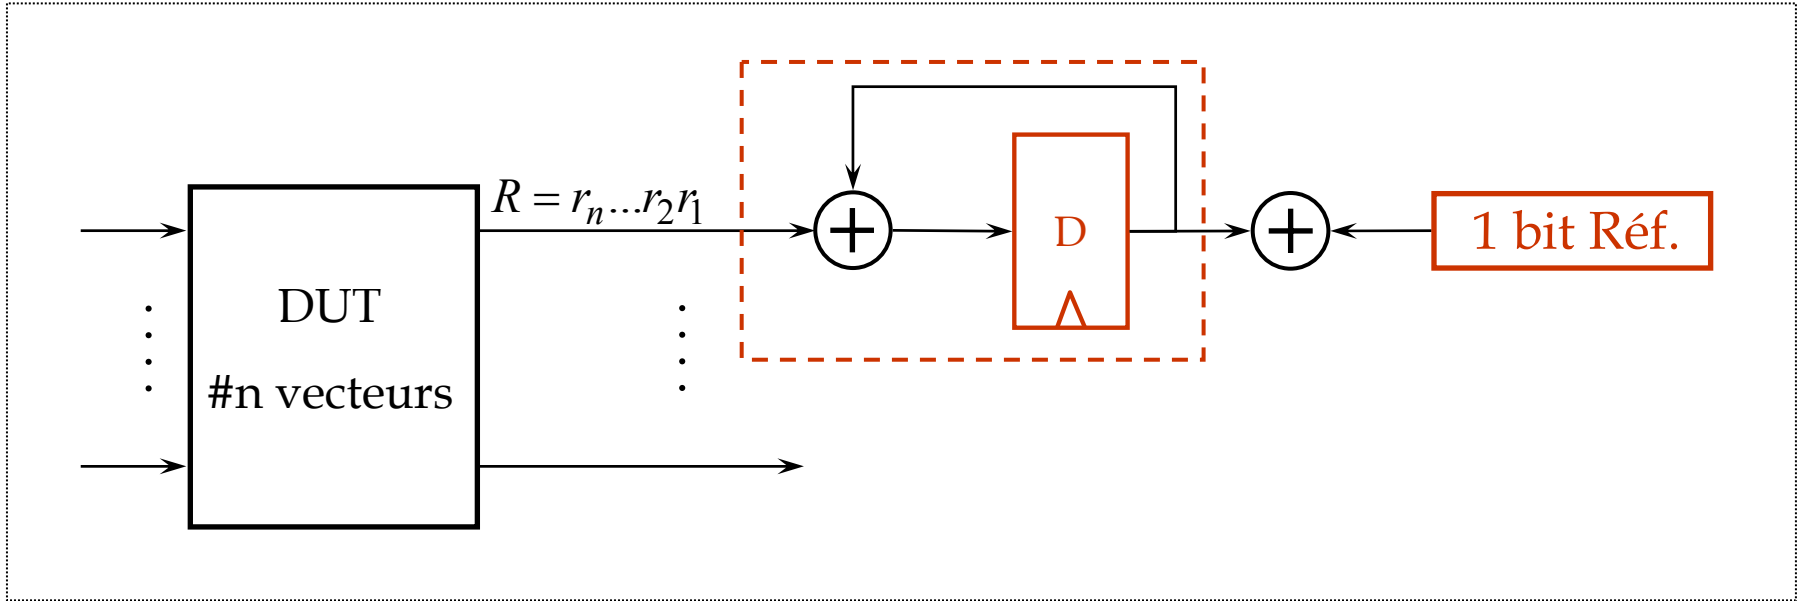 R = rₙ...r₂r₁
D
1 bit Réf.
DUT
#n vecteurs